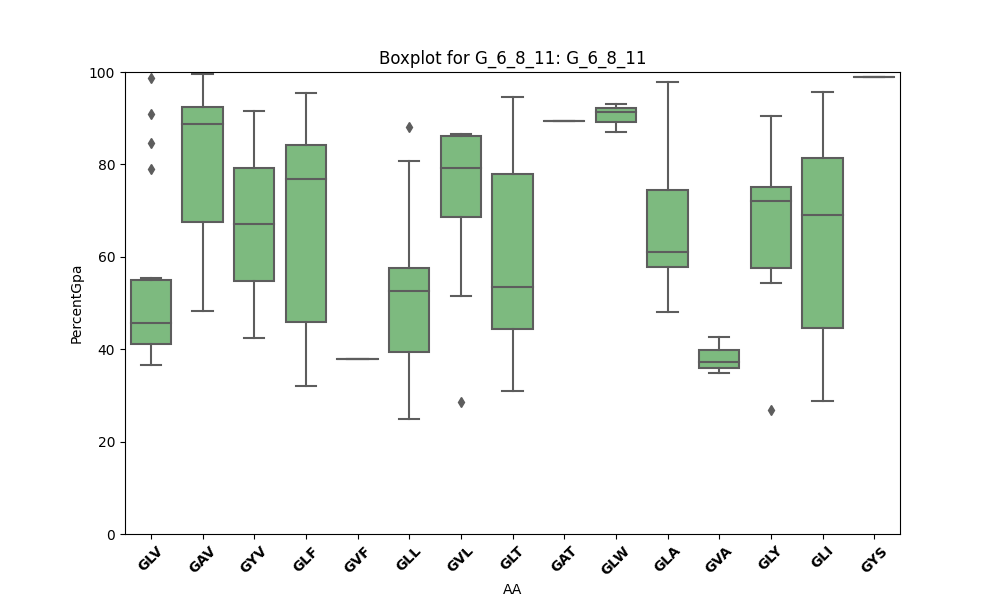 Boxplot for G_6_8_11: G_6_8_11
PercentGpa
100
80
60
40
20
0
GLV GAV GYV GLF GVF GLL GVL GLT GAT GLW GLA GVA GLY GLI GYS
AA